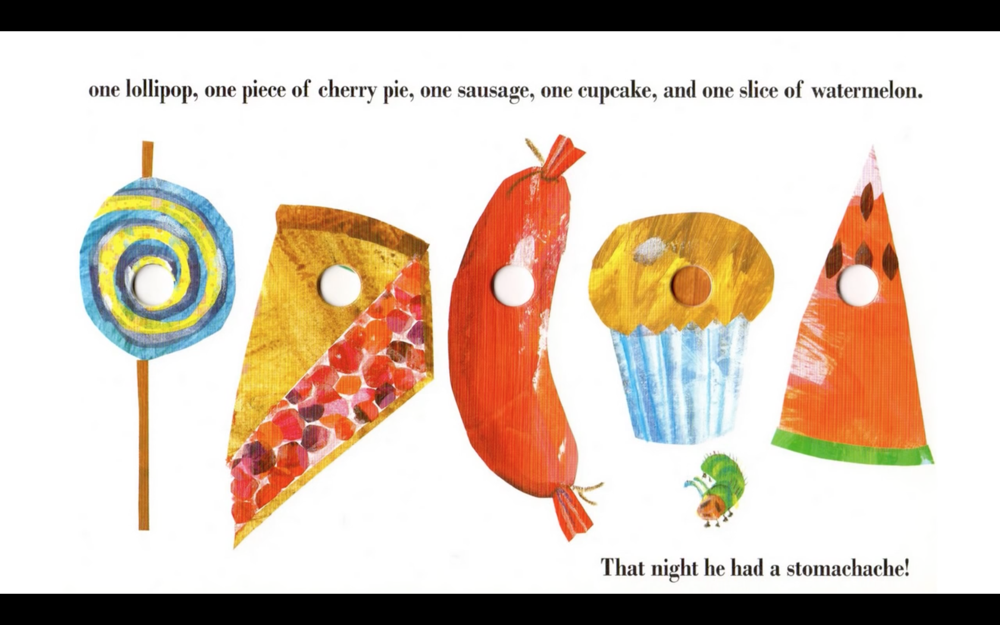 one lollipop, one piece of cherry pie, one sausage, one cupcake, and one slice of watermelon.
That night he had a stomachache!